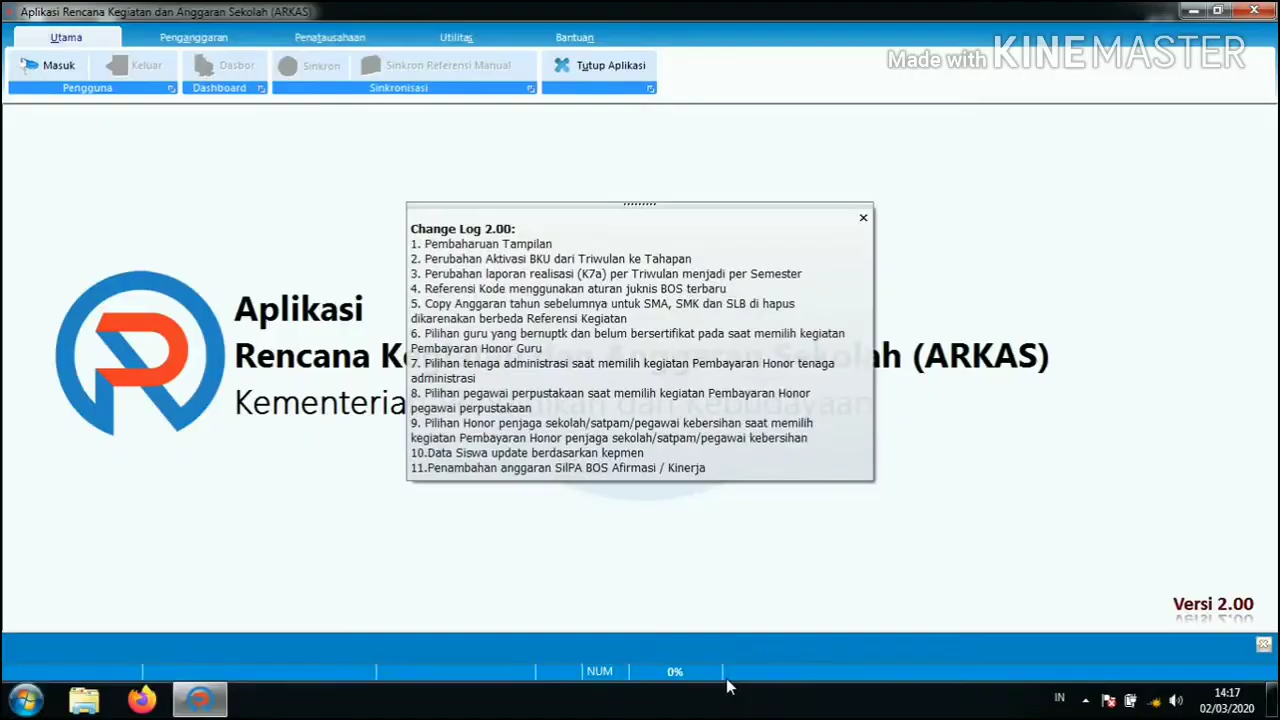 Aplikasi Rencana Kegiatan dan Anggaran Sekolah (ARKAS)
Utama Penganggaran Penatausahaan Utilitas Bantuan
Made with KINEMASTER
Masuk Keluar Dasbor Sinkron Sinkron Referensi Manual Tutup Aplikasi
Pengguna Dashboard Sinkronisasi
Change Log 2.00:
1. Pembaharuan Tampilan
2. Perubahan Aktivasi BKU dari Triwulan ke Tahapan
3. Perubahan laporan realisasi (K7a) per Triwulan menjadi per Semester
4. Referensi Kode menggunakan aturan juknis BOS terbaru
5. Copy Anggaran tahun sebelumnya untuk SMA, SMK dan SLB di hapus
dikarenakan berbeda Referensi Kegiatan
6. Pilihan guru yang bernuptk dan belum bersertifikat pada saat memilih kegiatan
Pembayaran Honor Guru
7. Pilihan tenaga administrasi saat memilih kegiatan Pembayaran Honor tenaga
administrasi
8. Pilihan pegawai perpustakaan saat memilih kegiatan Pembayaran Honor
pegawai perpustakaan
9. Pilihan Honor penjaga sekolah/satpam/pegawai kebersihan saat memilih
kegiatan Pembayaran Honor penjaga sekolah/satpam/pegawai kebersihan
10.Data Siswa update berdasarkan kepmen
11.Penambahan anggaran SilPA BOS Afirmasi / Kinerja
Aplikasi
Rencana Kegiatan dan Anggaran Sekolah (ARKAS)
Kementerian Pendidikan dan Kebudayaan
Versi 2.00
NUM 0%
IN 14:17
02/03/2020